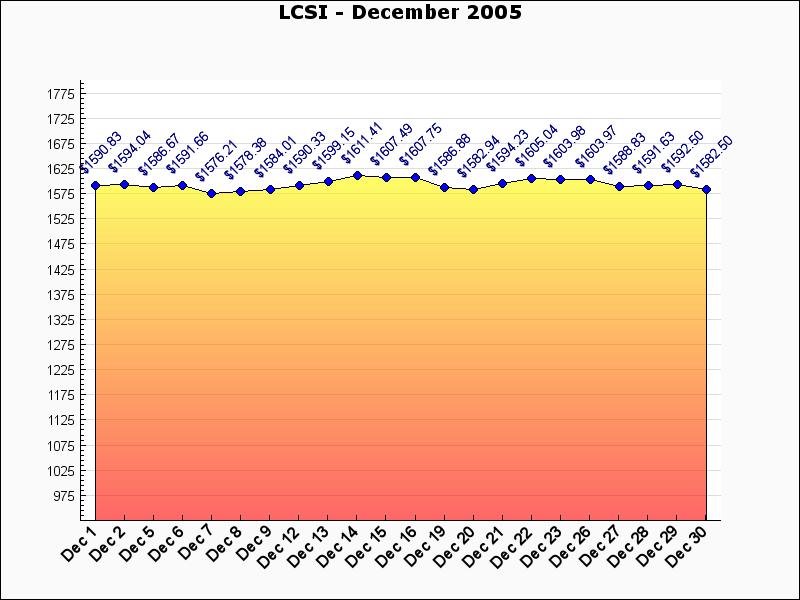 LCSI - December 2005
1775
1725
1675
1625
1575
1525
1475
1425
1375
1325
1275
1225
1175
1125
1075
1025
975
$1590.83
$1594.04
$1586.67
$1591.66
$1576.21
$1578.38
$1584.01
$1590.33
$1599.15
$1611.41
$1607.49
$1607.75
$1586.88
$1582.94
$1594.23
$1605.04
$1603.98
$1603.97
$1588.83
$1591.63
$1592.50
$1582.50
Dec 1
Dec 2
Dec 5
Dec 6
Dec 7
Dec 8
Dec 9
Dec 12
Dec 13
Dec 14
Dec 15
Dec 16
Dec 19
Dec 20
Dec 21
Dec 22
Dec 23
Dec 26
Dec 27
Dec 28
Dec 29
Dec 30